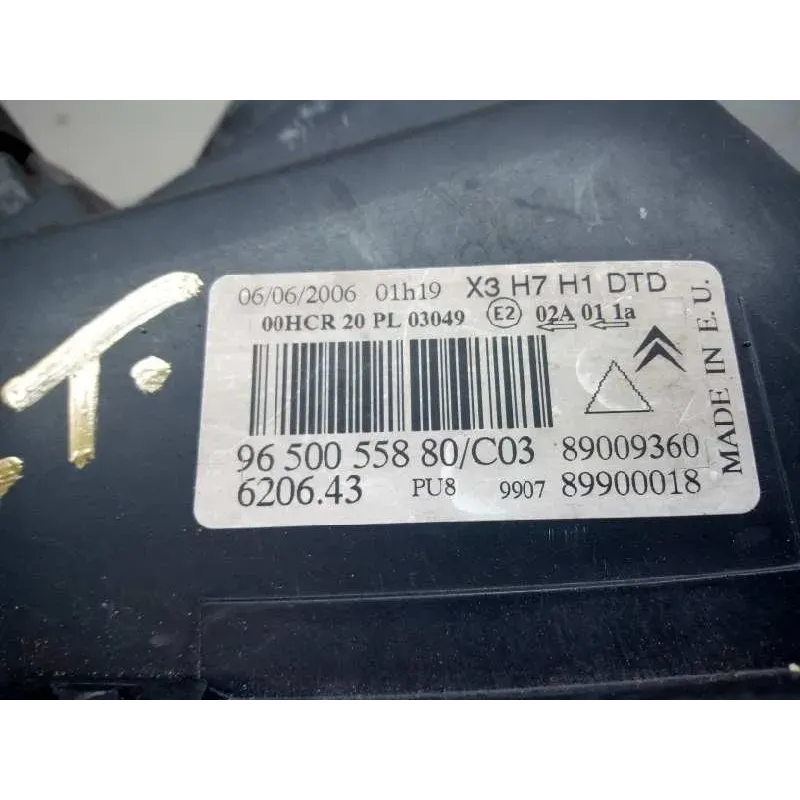 06/06/2006 01h19 X3 H7 H1 DTD
00HCR 20 PL 03049 E2 02A 01 1a
96 500 558 80/C03 89009360
6206.43 PU8 9907 89900018
MADE IN E.U.